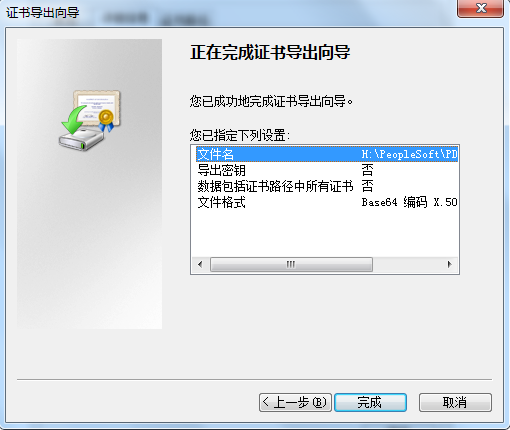 证书导出向导
正在完成证书导出向导
您已成功地完成证书导出向导。
您已指定下列设置:
文件名 H:\PeopleSoft\PD
导出密钥 否
数据包括证书路径中所有证书 否
文件格式 Base64 编码 X.50
< 上一步(B) 完成 取消